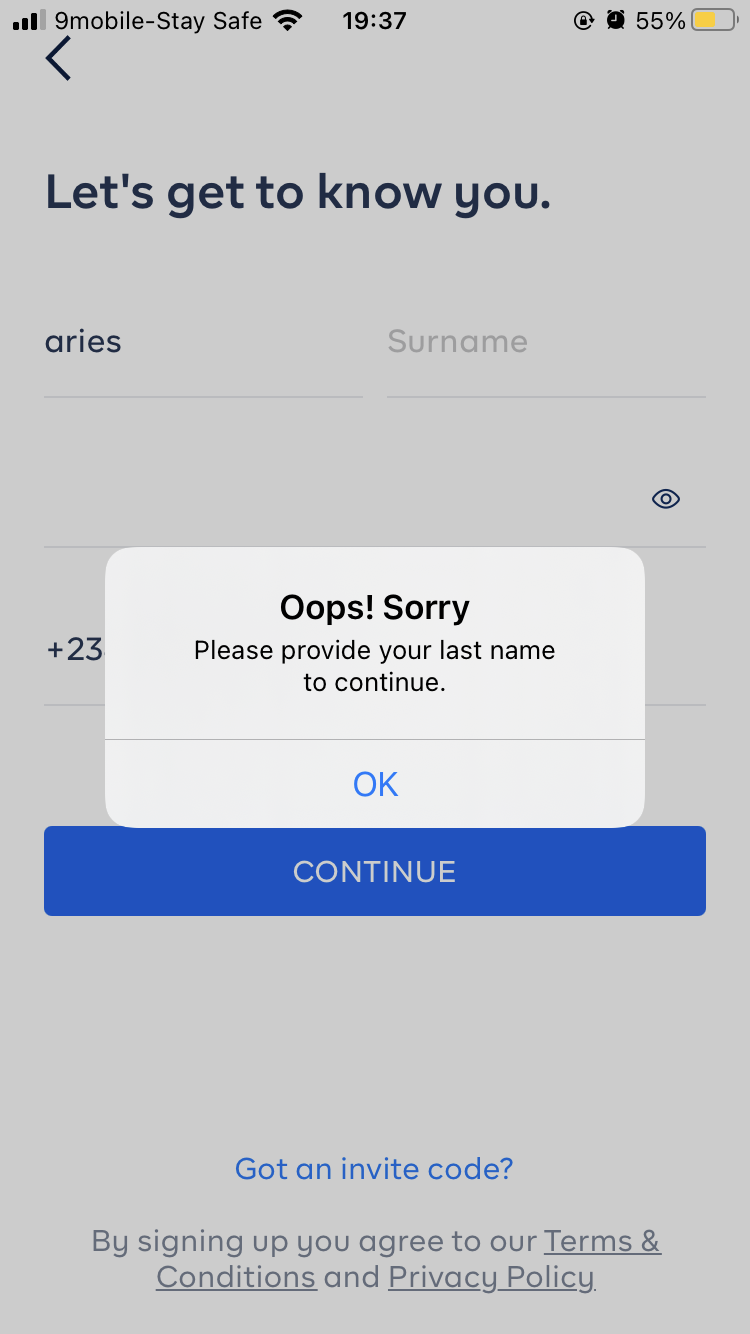 9mobile-Stay Safe 19:37 55%
Let's get to know you.
aries Surname
Oops! Sorry
+23 Please provide your last name
to continue.
OK
CONTINUE
Got an invite code?
By signing up you agree to our Terms &
Conditions and Privacy Policy